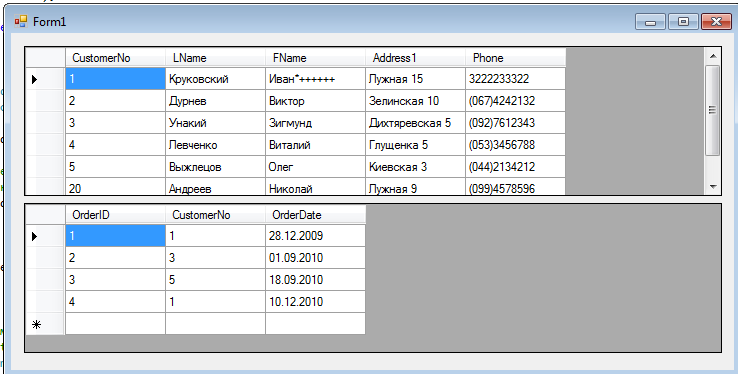 Form1
CustomerNo LName FName Address1 Phone
1 Круковский Иван*++++++ Лужная 15 3222233322
2 Дурнев Виктор Зелинская 10 (067)4242132
3 Унакий Зигмунд Дихтяревская 5 (092)7612343
4 Левченко Виталий Глущенка 5 (053)3456788
5 Выжлецов Олег Киевская 3 (044)2134212
20 Андреев Николай Лужная 9 (099)4578596
OrderID CustomerNo OrderDate
1 1 28.12.2009
2 3 01.09.2010
3 5 18.09.2010
4 1 10.12.2010